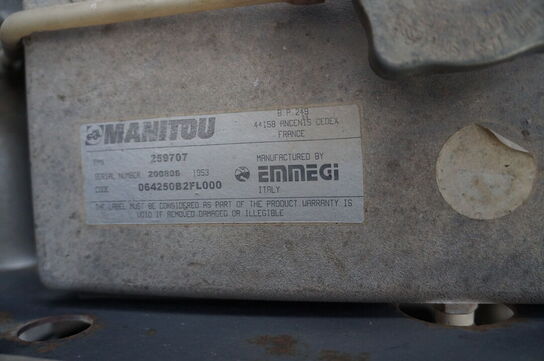 MANITOU
B.P. 249
44158 ANCENIS CEDEX
FRANCE
259707
SERIAL NUMBER 200806 1953
CODE 064250B2FL000
MANUFACTURED BY
EMMEGI
ITALY
THE LABEL MUST BE CONSIDERED AS PART OF THE PRODUCT WARRANTY. IS
VOID IF REMOVED DAMAGED OR ILLEGIBLE